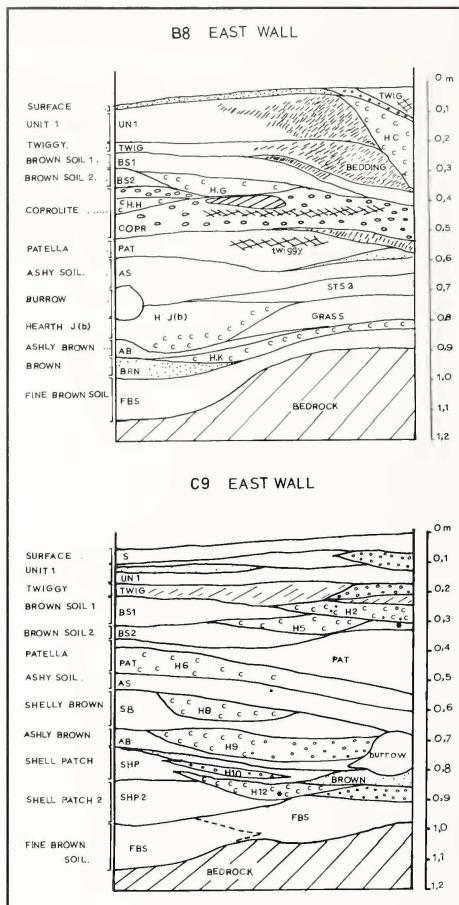 B8 EAST WALL
0 m
TWIG
SURFACE
0,1
UNIT 1
UN1
H C
0,2
TWIGGY.
TWIG
BROWN SOIL 1.
BS1
BEDDING
0,3
BROWN SOIL 2.
BS2
H.G
0,4
H.H
COPROLITE
COPR
0,5
PATELLA
PAT
twiggy
0,6
ASHY SOIL.
AS
STS a
0,7
BURROW
H J(b)
GRASS
0,8
HEARTH J(b)
ASHLY BROWN
AB
0,9
H.K
BROWN
BRN
1,0
FINE BROWN SOIL
FBS
BEDROCK
1,1
1,2
C9 EAST WALL
0 m
SURFACE
S
0,1
UNIT 1
UN1
TWIGGY
TWIG
0,2
BROWN SOIL 1
BS1
H2
0,3
BROWN SOIL 2
BS2
H5
0,4
PATELLA
PAT
H6
PAT
ASHY SOIL.
AS
0,5
SHELLY BROWN
SB
H8
0,6
ASHLY BROWN
AB
H9
burrow
0,7
SHELL PATCH
SHP
H10
BROWN
0,8
SHELL PATCH 2
SHP2
H12
0,9
FBS
1,0
FINE BROWN
SOIL.
FBS
1,1
BEDROCK
1,2